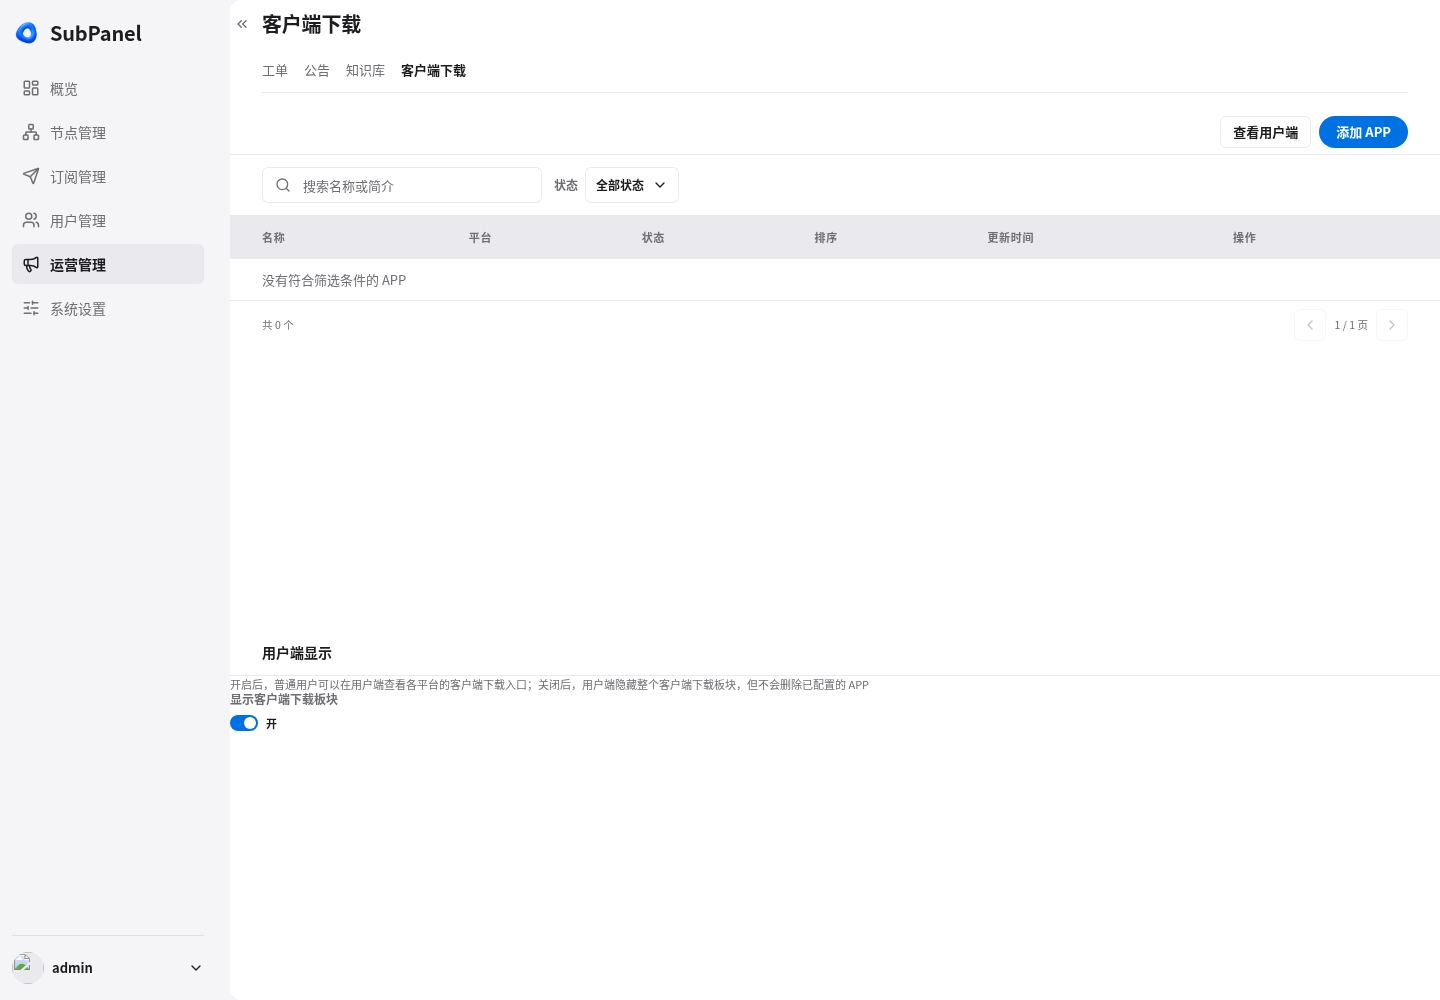 SubPanel
概览
节点管理
订阅管理
用户管理
运营管理
系统设置
admin
客户端下载
工单 公告 知识库 客户端下载
查看用户端 添加 APP
搜索名称或简介 状态 全部状态
名称 平台 状态 排序 更新时间 操作
没有符合筛选条件的 APP
共 0 个 1 / 1 页
用户端显示
开启后，普通用户可以在用户端查看各平台的客户端下载入口；关闭后，用户端隐藏整个客户端下载板块，但不会删除已配置的 APP
显示客户端下载板块
开